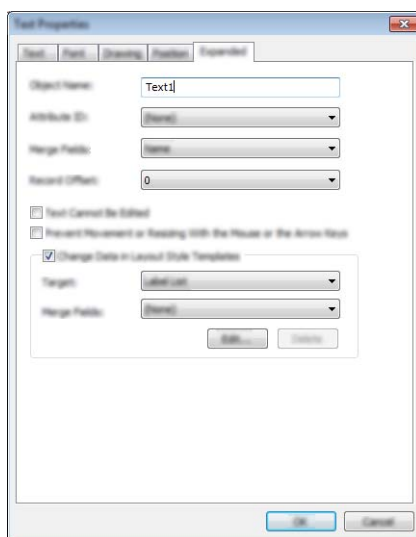 Text Properties
Text Font Drawing Position Expanded
Object Name: Text1
Attribute ID: (None)
Merge Fields: Name
Record Offset: 0
Text Cannot Be Edited
Prevent Movement or Resizing With the Mouse or the Arrow Keys
Change Data in Layout Style Templates
Target: Label List
Merge Fields: (None)
Edit... Delete
OK Cancel